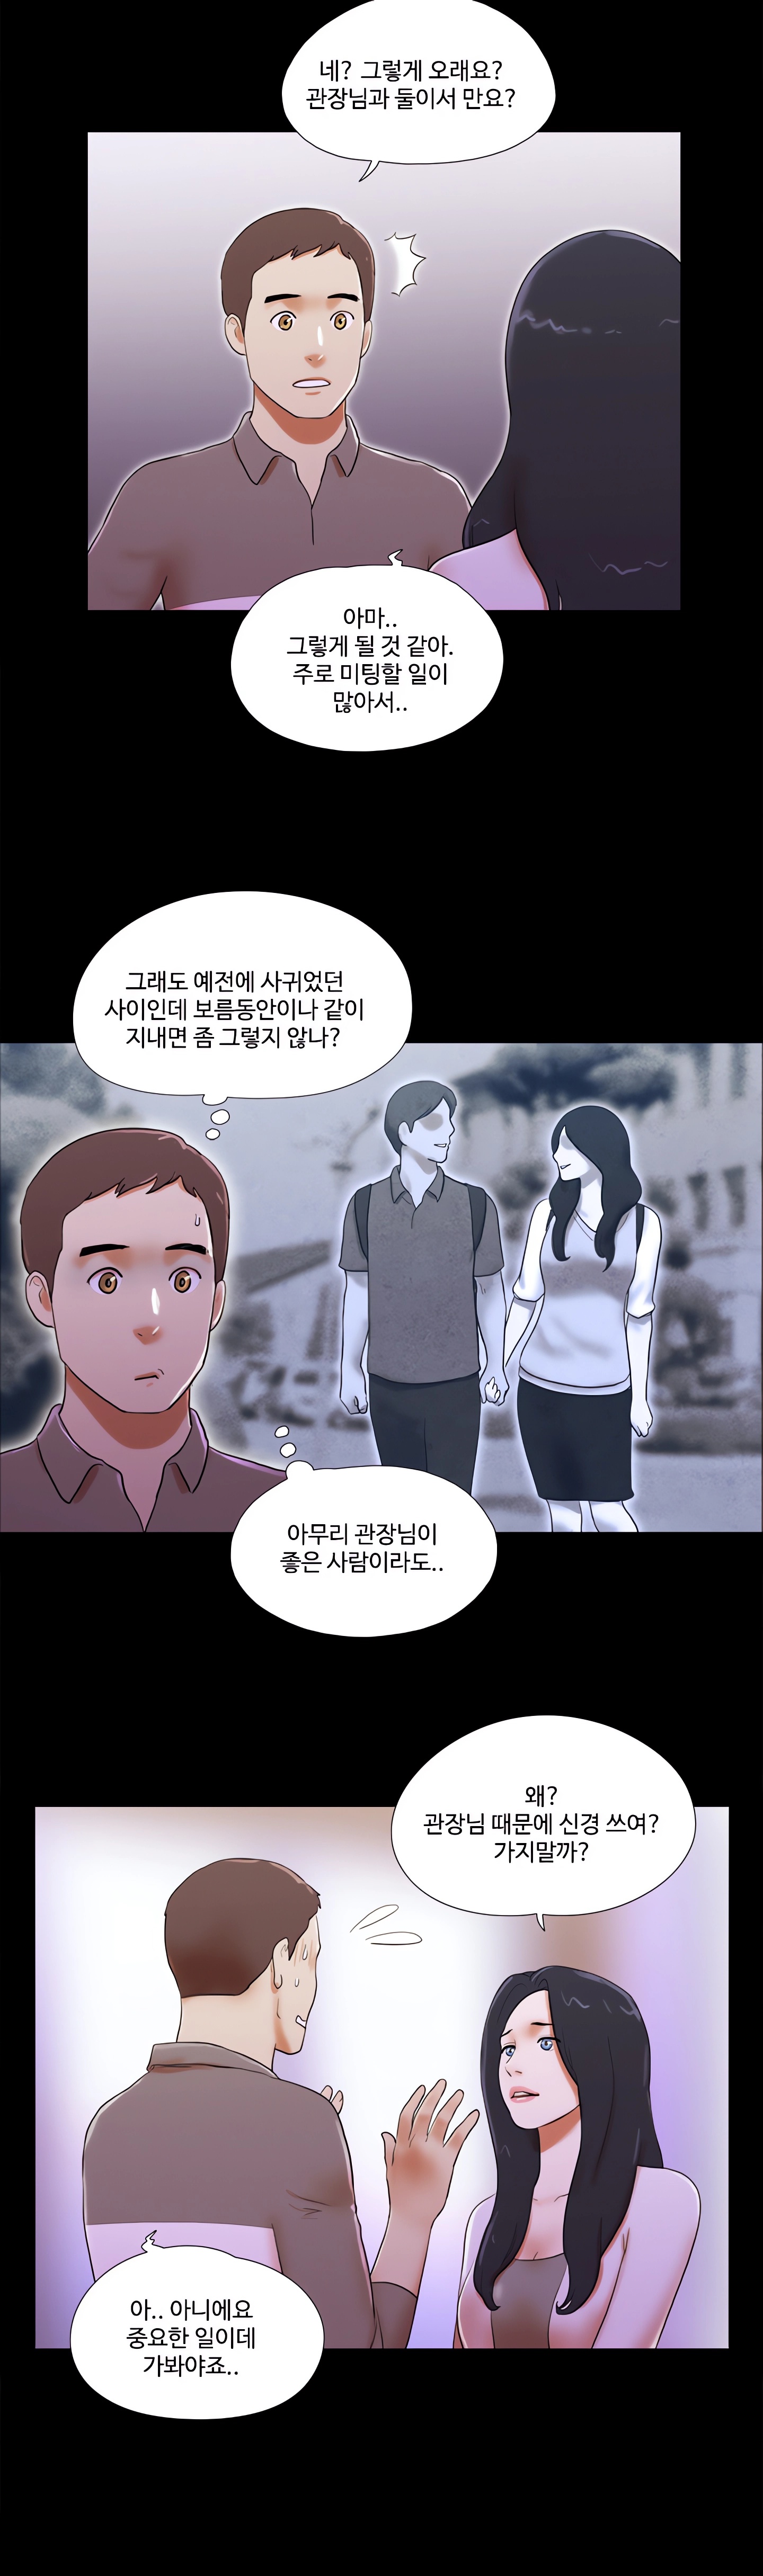 네? 그렇게 오래요?
관장님과 둘이서 만요?
아마..
그렇게 될 것 같아.
주로 미팅할 일이
많아서..
그래도 예전에 사귀었던
사이인데 보름동안이나 같이
지내면 좀 그렇지 않나?
아무리 관장님이
좋은 사람이라도..
왜?
관장님 때문에 신경 쓰여?
가지말까?
아.. 아니에요
중요한 일이데
가봐야죠..